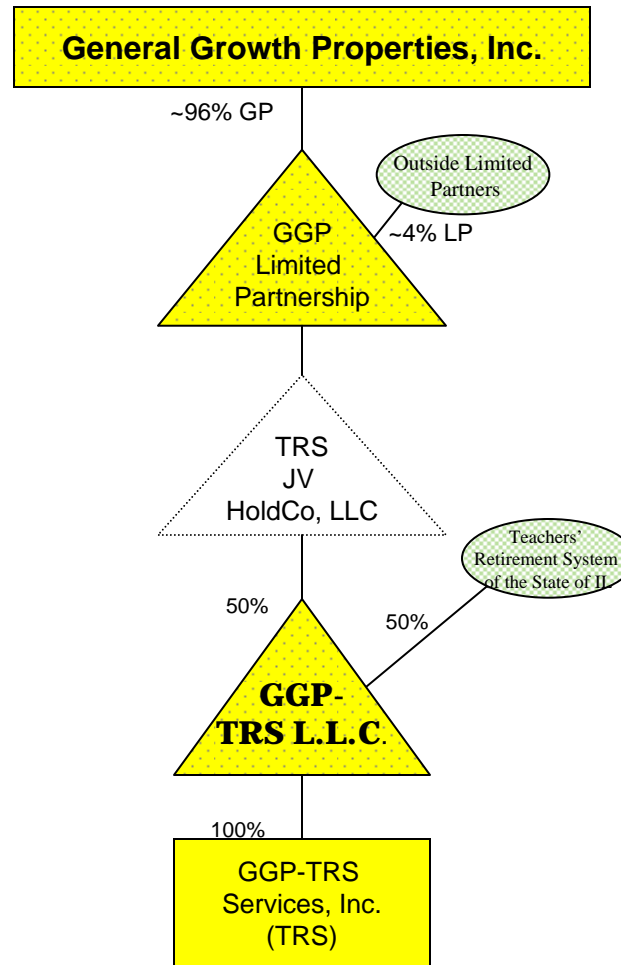 General Growth Properties, Inc.
~96% GP
Outside Limited
Partners
~4% LP
GGP
Limited
Partnership
TRS
JV
HoldCo, LLC
Teachers'
Retirement System
of the State of IL
50%
50%
GGP-
TRS L.L.C.
100%
GGP-TRS
Services, Inc.
(TRS)